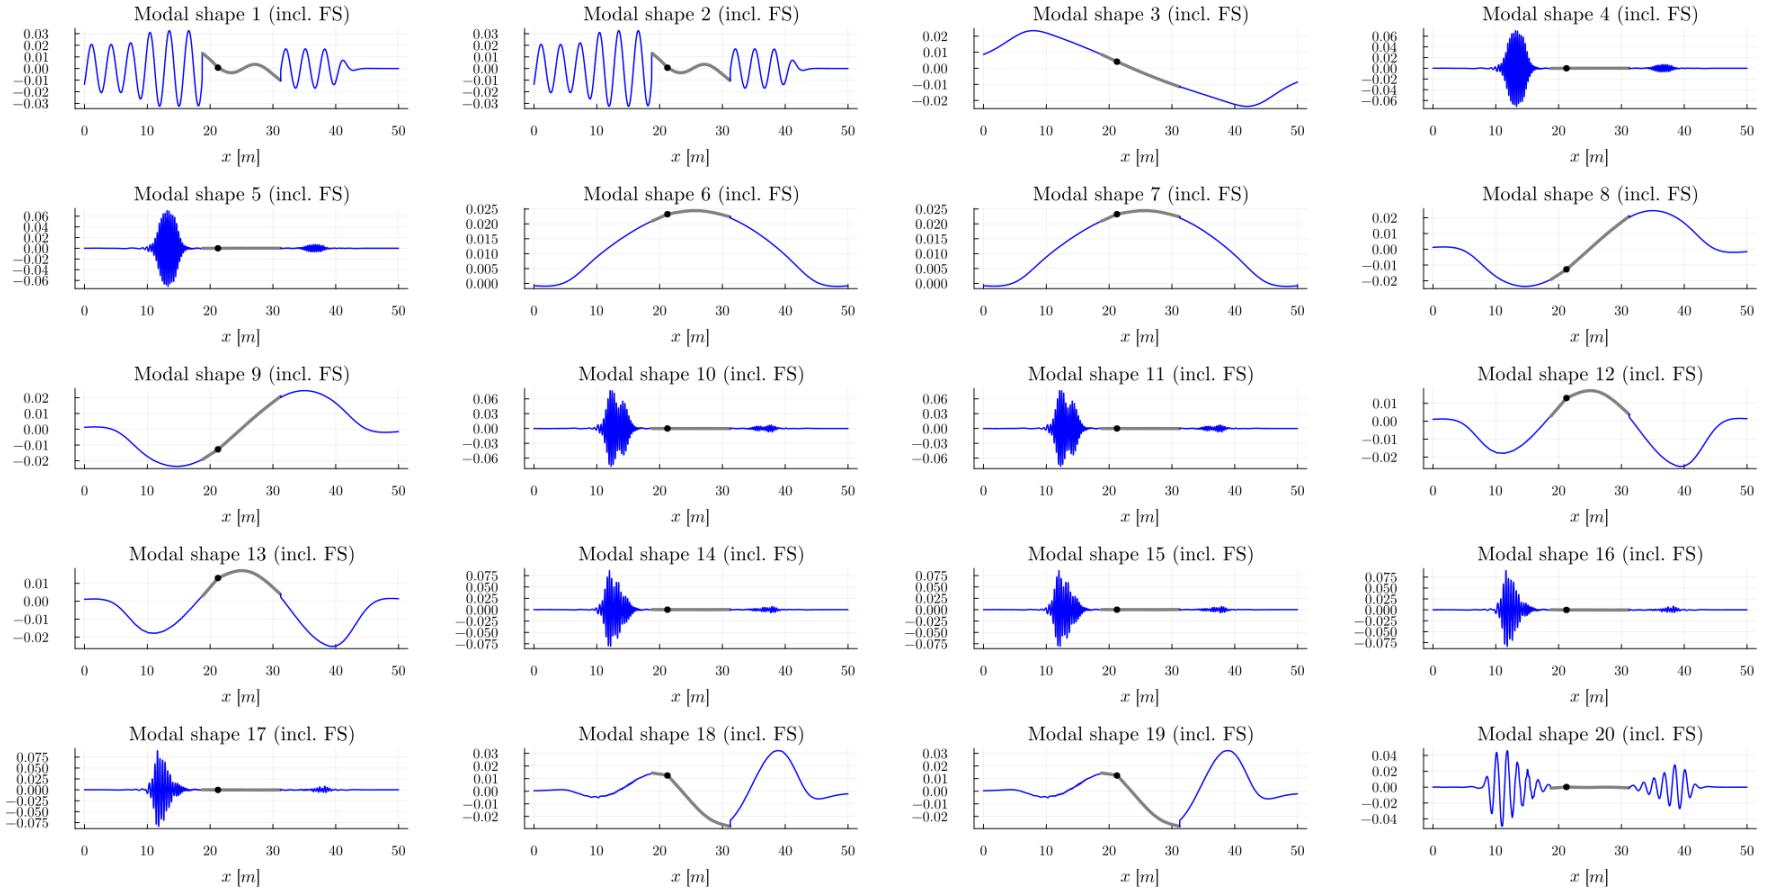 Modal shape 1 (incl. FS)
0.03
0.02
0.01
0.00
−0.01
−0.02
−0.03
0 10 20 30 40 50
x [m]
Modal shape 2 (incl. FS)
0.03
0.02
0.01
0.00
−0.01
−0.02
−0.03
0 10 20 30 40 50
x [m]
Modal shape 3 (incl. FS)
0.02
0.01
0.00
−0.01
−0.02
0 10 20 30 40 50
x [m]
Modal shape 4 (incl. FS)
0.06
0.04
0.02
0.00
−0.02
−0.04
−0.06
0 10 20 30 40 50
x [m]
Modal shape 5 (incl. FS)
0.06
0.04
0.02
0.00
−0.02
−0.04
−0.06
0 10 20 30 40 50
x [m]
Modal shape 6 (incl. FS)
0.025
0.020
0.015
0.010
0.005
0.000
0 10 20 30 40 50
x [m]
Modal shape 7 (incl. FS)
0.025
0.020
0.015
0.010
0.005
0.000
0 10 20 30 40 50
x [m]
Modal shape 8 (incl. FS)
0.02
0.01
0.00
−0.01
−0.02
0 10 20 30 40 50
x [m]
Modal shape 9 (incl. FS)
0.02
0.01
0.00
−0.01
−0.02
0 10 20 30 40 50
x [m]
Modal shape 10 (incl. FS)
0.06
0.03
0.00
−0.03
−0.06
0 10 20 30 40 50
x [m]
Modal shape 11 (incl. FS)
0.06
0.03
0.00
−0.03
−0.06
0 10 20 30 40 50
x [m]
Modal shape 12 (incl. FS)
0.01
0.00
−0.01
−0.02
0 10 20 30 40 50
x [m]
Modal shape 13 (incl. FS)
0.01
0.00
−0.01
−0.02
0 10 20 30 40 50
x [m]
Modal shape 14 (incl. FS)
0.075
0.050
0.025
0.000
−0.025
−0.050
−0.075
0 10 20 30 40 50
x [m]
Modal shape 15 (incl. FS)
0.075
0.050
0.025
0.000
−0.025
−0.050
−0.075
0 10 20 30 40 50
x [m]
Modal shape 16 (incl. FS)
0.075
0.050
0.025
0.000
−0.025
−0.050
−0.075
0 10 20 30 40 50
x [m]
Modal shape 17 (incl. FS)
0.075
0.050
0.025
0.000
−0.025
−0.050
−0.075
0 10 20 30 40 50
x [m]
Modal shape 18 (incl. FS)
0.03
0.02
0.01
0.00
−0.01
−0.02
0 10 20 30 40 50
x [m]
Modal shape 19 (incl. FS)
0.03
0.02
0.01
0.00
−0.01
−0.02
0 10 20 30 40 50
x [m]
Modal shape 20 (incl. FS)
0.04
0.02
0.00
−0.02
−0.04
0 10 20 30 40 50
x [m]